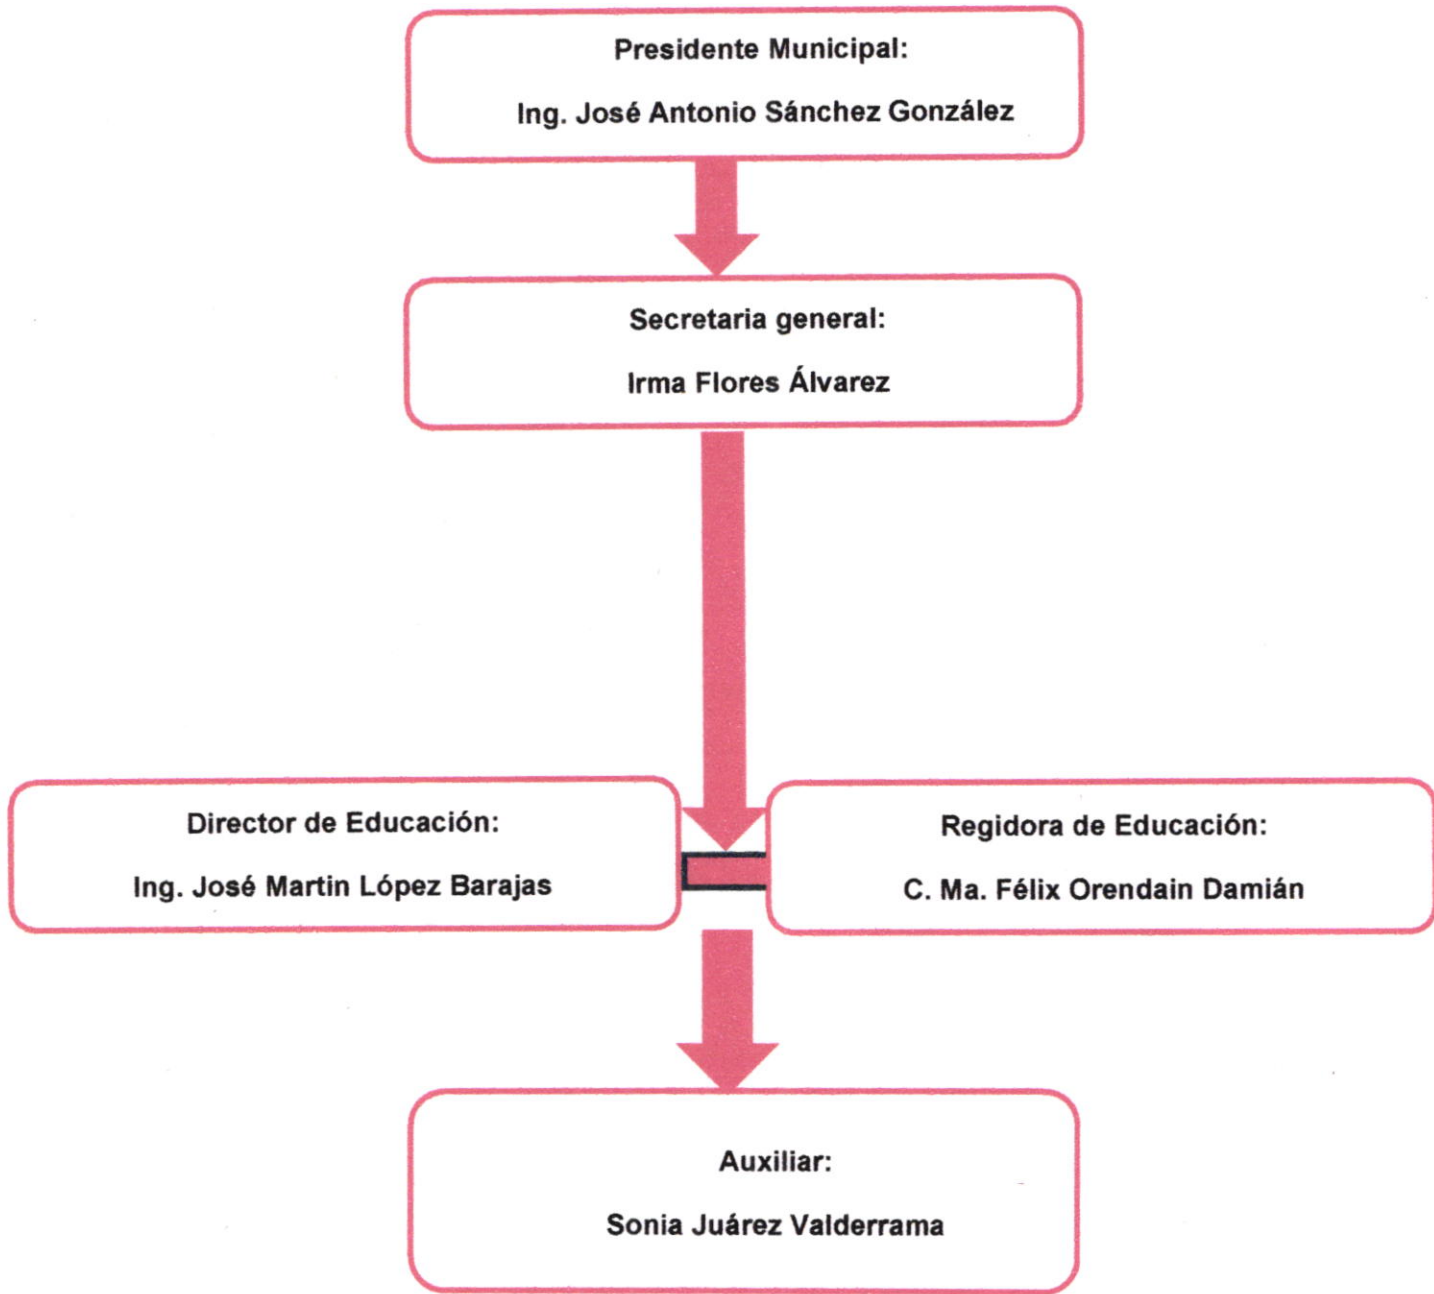 Presidente Municipal:
Ing. José Antonio Sánchez González
Secretaria general:
Irma Flores Álvarez
Director de Educación:
Ing. José Martin López Barajas
Regidora de Educación:
C. Ma. Félix Orendain Damián
Auxiliar:
Sonia Juárez Valderrama